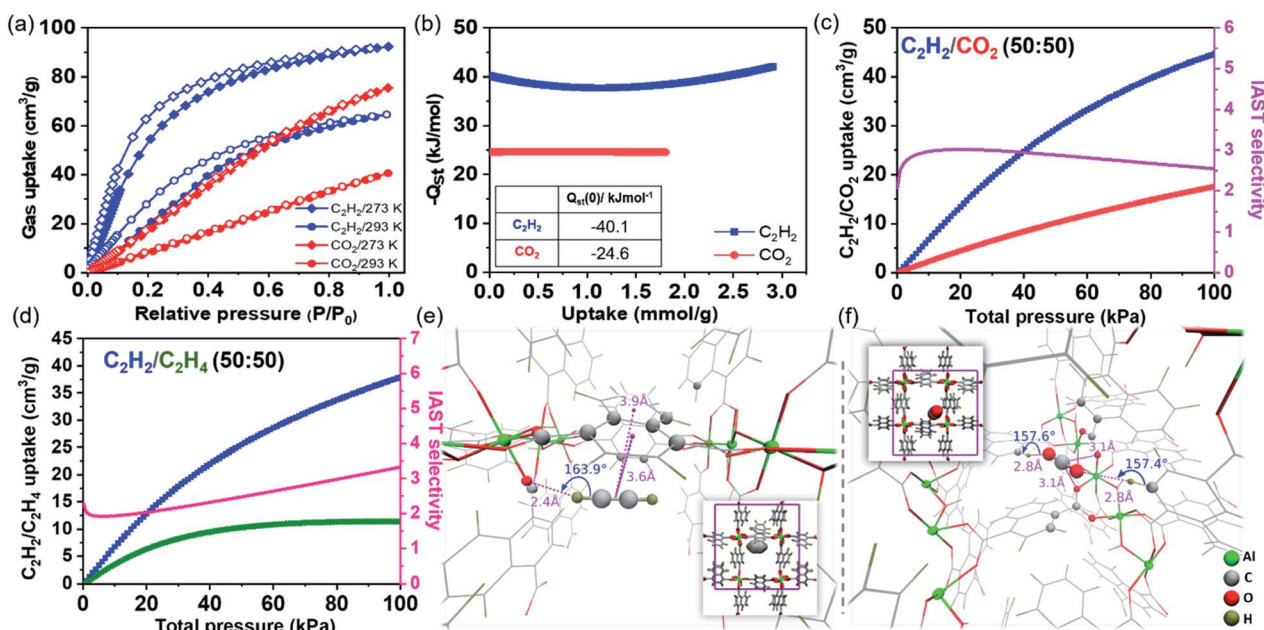 (a)
100
80
60
40
20
0
Gas uptake (cm³/g)
C₂H₂/273 K
C₂H₂/293 K
CO₂/273 K
CO₂/293 K
0.0 0.2 0.4 0.6 0.8 1.0
Relative pressure (P/P₀)
(b)
50
40
30
20
10
0
-Qst (kJ/mol)
Qst(0)/ kJmol⁻¹
C₂H₂ -40.1
CO₂ -24.6
C₂H₂
CO₂
0.0 0.5 1.0 1.5 2.0 2.5 3.0
Uptake (mmol/g)
(c)
C₂H₂/CO₂ (50:50)
50
40
30
20
10
0
C₂H₂/CO₂ uptake (cm³/g)
6
5
4
3
2
1
0
IAST selectivity
0 20 40 60 80 100
Total pressure (kPa)
(d)
C₂H₂/C₂H₄ (50:50)
45
40
35
30
25
20
15
10
5
0
C₂H₂/C₂H₄ uptake (cm³/g)
7
6
5
4
3
2
1
0
IAST selectivity
0 20 40 60 80 100
Total pressure (kPa)
(e)
3.9Å
163.9°
3.6Å
2.4Å
(f)
157.6°
3.1Å
2.8Å
157.4°
3.1Å
2.8Å
Al
C
O
H